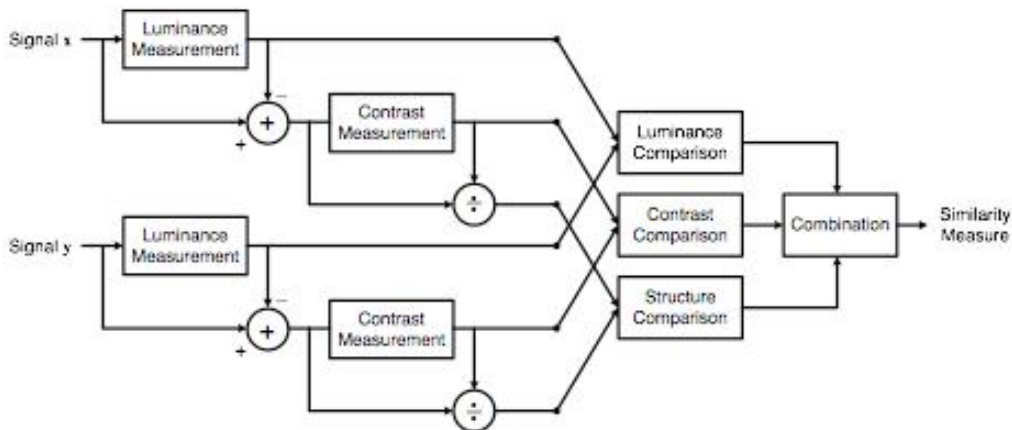 Signal x
Luminance
Measurement
−
+
+
Contrast
Measurement
÷
Signal y
Luminance
Measurement
−
+
+
Contrast
Measurement
÷
Luminance
Comparison
Contrast
Comparison
Structure
Comparison
Combination
Similarity
Measure